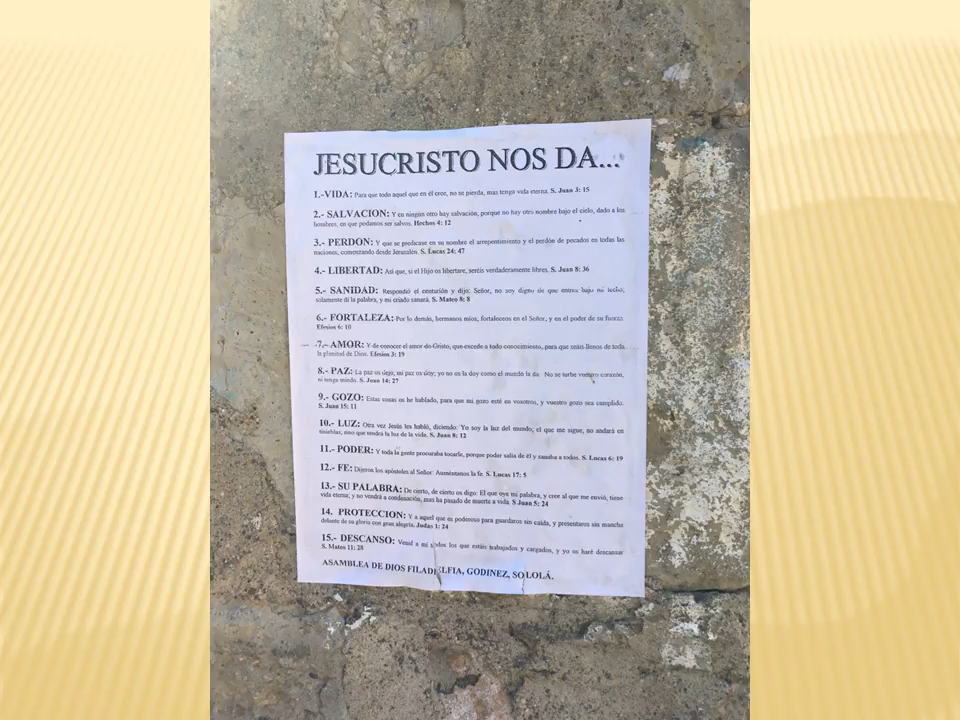 JESUCRISTO NOS DA...
1.-VIDA: Para que todo aquel que en él cree, no se pierda, mas tenga vida eterna. S. Juan 3: 15
2.- SALVACION: Y en ningún otro hay salvación, porque no hay otro nombre bajo el cielo, dado a los
hombres, en que podamos ser salvos. Hechos 4: 12
3.- PERDON: Y que se predicase en su nombre el arrepentimiento y el perdón de pecados en todas las
naciones, comenzando desde Jerusalén. S. Lucas 24: 47
4.- LIBERTAD: Así que, si el Hijo os libertare, seréis verdaderamente libres. S. Juan 8: 36
5.- SANIDAD: Respondió el centurión y dijo: Señor, no soy digno de que entres bajo mi techo,
solamente di la palabra, y mi criado sanará. S. Mateo 8: 8
6.- FORTALEZA: Por lo demás, hermanos míos, fortaleceos en el Señor, y en el poder de su fuerza.
Efesios 6: 10
7.- AMOR: Y de conocer el amor de Cristo, que excede a todo conocimiento, para que seáis llenos de toda
la plenitud de Dios. Efesios 3: 19
8.- PAZ: La paz os dejo, mi paz os doy; yo no os la doy como el mundo la da. No se turbe vuestro corazón,
ni tenga miedo. S. Juan 14: 27
9.- GOZO: Estas cosas os he hablado, para que mi gozo esté en vosotros, y vuestro gozo sea cumplido.
S. Juan 15: 11
10.- LUZ: Otra vez Jesús les habló, diciendo: Yo soy la luz del mundo; el que me sigue, no andará en
tinieblas, sino que tendrá la luz de la vida. S. Juan 8: 12
11.- PODER: Y toda la gente procuraba tocarle, porque poder salía de él y sanaba a todos. S. Lucas 6: 19
12.- FE: Dijeron los apóstoles al Señor: Auméntanos la fe. S. Lucas 17: 5
13.- SU PALABRA: De cierto, de cierto os digo: El que oye mi palabra, y cree al que me envió, tiene
vida eterna; y no vendrá a condenación, mas ha pasado de muerte a vida. S Juan 5: 24
14. PROTECCION: Y a aquel que es poderoso para guardaros sin caída, y presentaros sin mancha
delante de su gloria con gran alegría. Judas 1: 24
15.- DESCANSO: Venid a mí todos los que estáis trabajados y cargados, y yo os haré descansar
S. Mateo 11: 28
ASAMBLEA DE DIOS FILADELFIA, GODINEZ, SOLOLÁ.